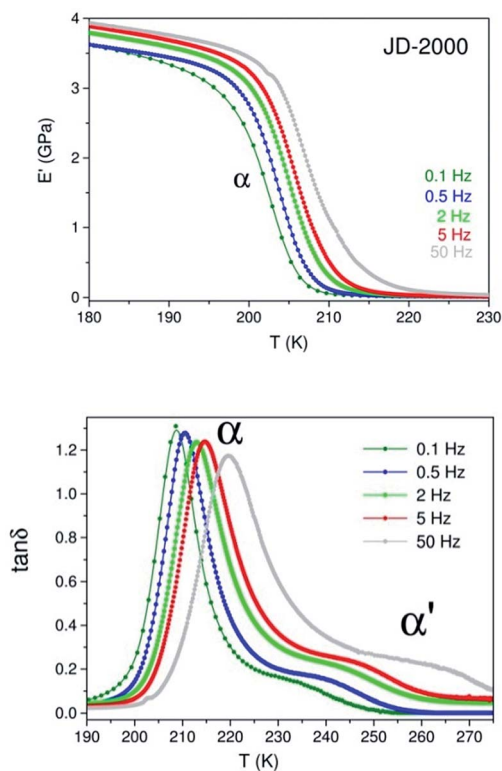 JD-2000
E' (GPa)
4
3
2
1
0
α
0.1 Hz
0.5 Hz
2 Hz
5 Hz
50 Hz
180 190 200 210 220 230
T (K)
tanδ
1.2
1.0
0.8
0.6
0.4
0.2
0.0
α
α'
0.1 Hz
0.5 Hz
2 Hz
5 Hz
50 Hz
190 200 210 220 230 240 250 260 270
T (K)